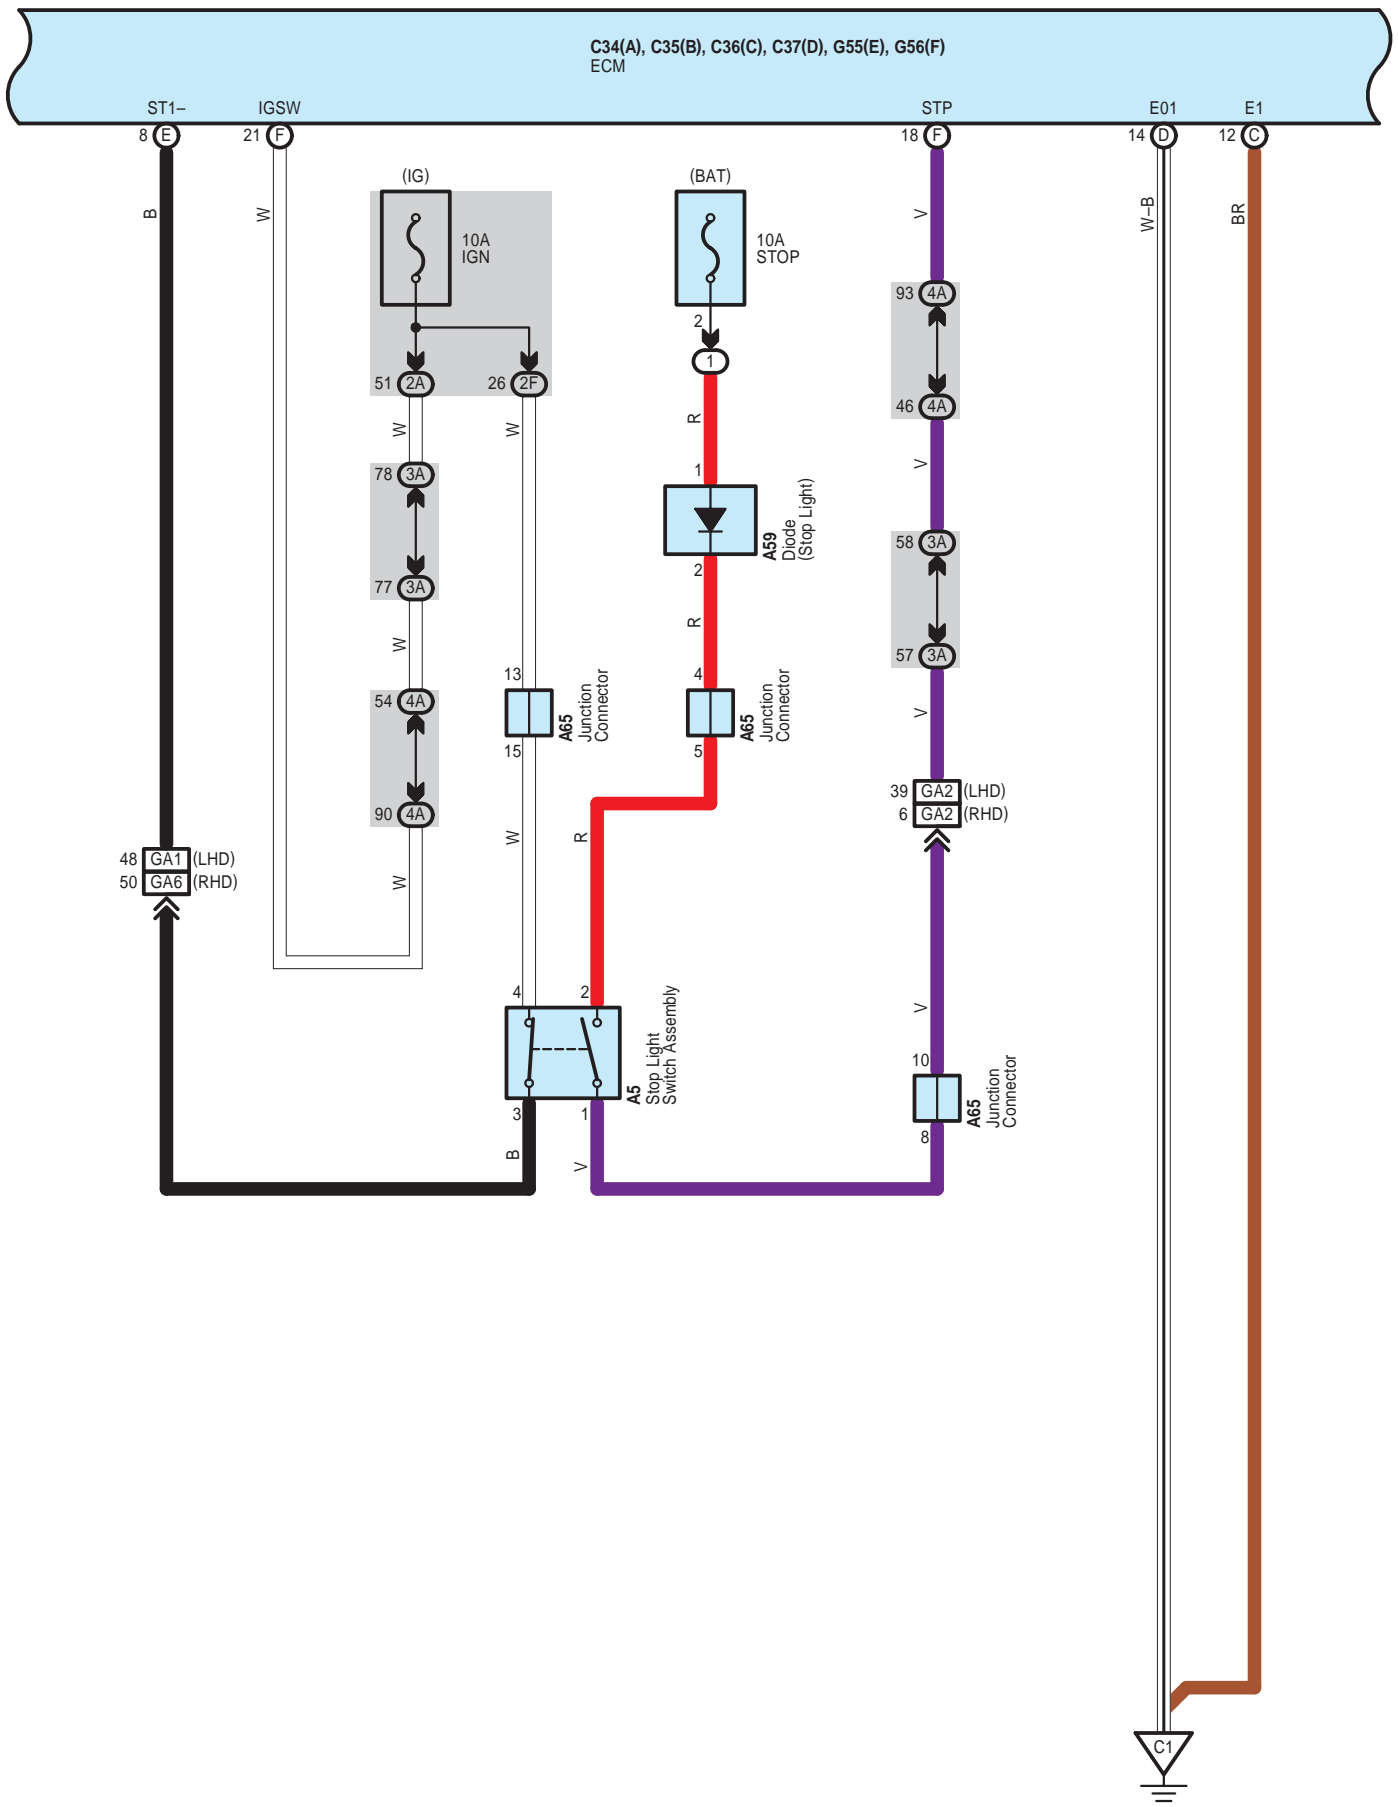 C34(A), C35(B), C36(C), C37(D), G55(E), G56(F)
ECM
ST1–
IGSW
STP
E01
E1
8 E
21 F
18 F
14 D
12 C
(IG)
(BAT)
B
W
V
W–B
BR
10A
IGN
10A
STOP
93 4A
2
1
51 2A
26 2F
46 4A
W
W
R
V
78 3A
1
A59
Diode
(Stop Light)
58 3A
2
77 3A
W
R
57 3A
13
4
54 4A
A65
Junction
Connector
A65
Junction
Connector
V
15
5
39 GA2 (LHD)
6 GA2 (RHD)
90 4A
W
R
48 GA1 (LHD)
50 GA6 (RHD)
W
4
2
A5
Stop Light
Switch Assembly
V
10
A65
Junction
Connector
3
1
8
B
V
C1